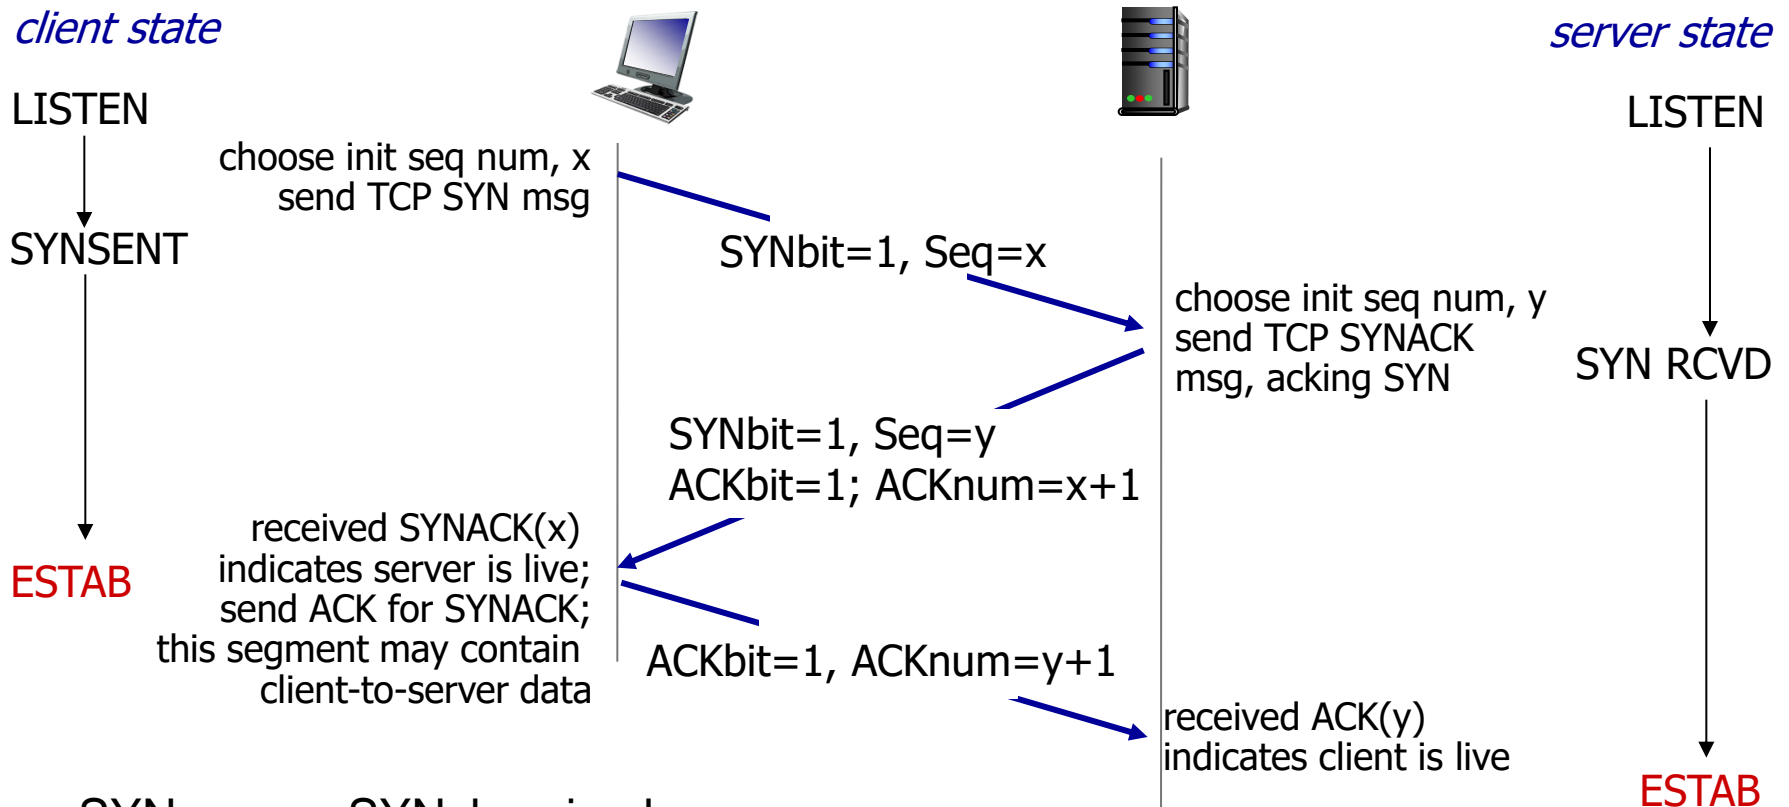 client state
server state
LISTEN
LISTEN
choose init seq num, x
send TCP SYN msg
SYNSENT
SYNbit=1, Seq=x
choose init seq num, y
send TCP SYNACK
msg, acking SYN
SYN RCVD
SYNbit=1, Seq=y
ACKbit=1; ACKnum=x+1
received SYNACK(x)
indicates server is live;
send ACK for SYNACK;
this segment may contain
client-to-server data
ESTAB
ACKbit=1, ACKnum=y+1
received ACK(y)
indicates client is live
ESTAB